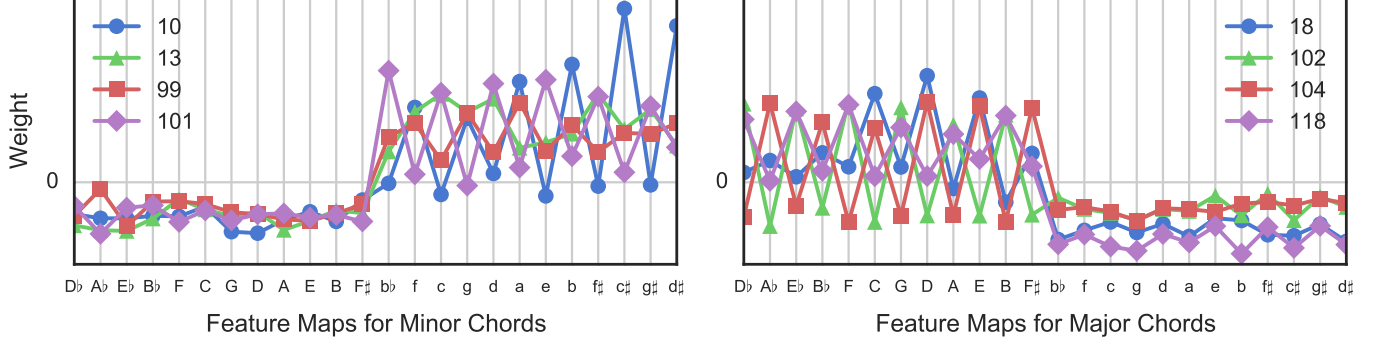 10
13
99
101
Weight
0
D♭ A♭ E♭ B♭ F C G D A E B F♯ b♭ f c g d a e b f♯ c♯ g♯ d♯
Feature Maps for Minor Chords
18
102
104
118
0
D♭ A♭ E♭ B♭ F C G D A E B F♯ b♭ f c g d a e b f♯ c♯ g♯ d♯
Feature Maps for Major Chords